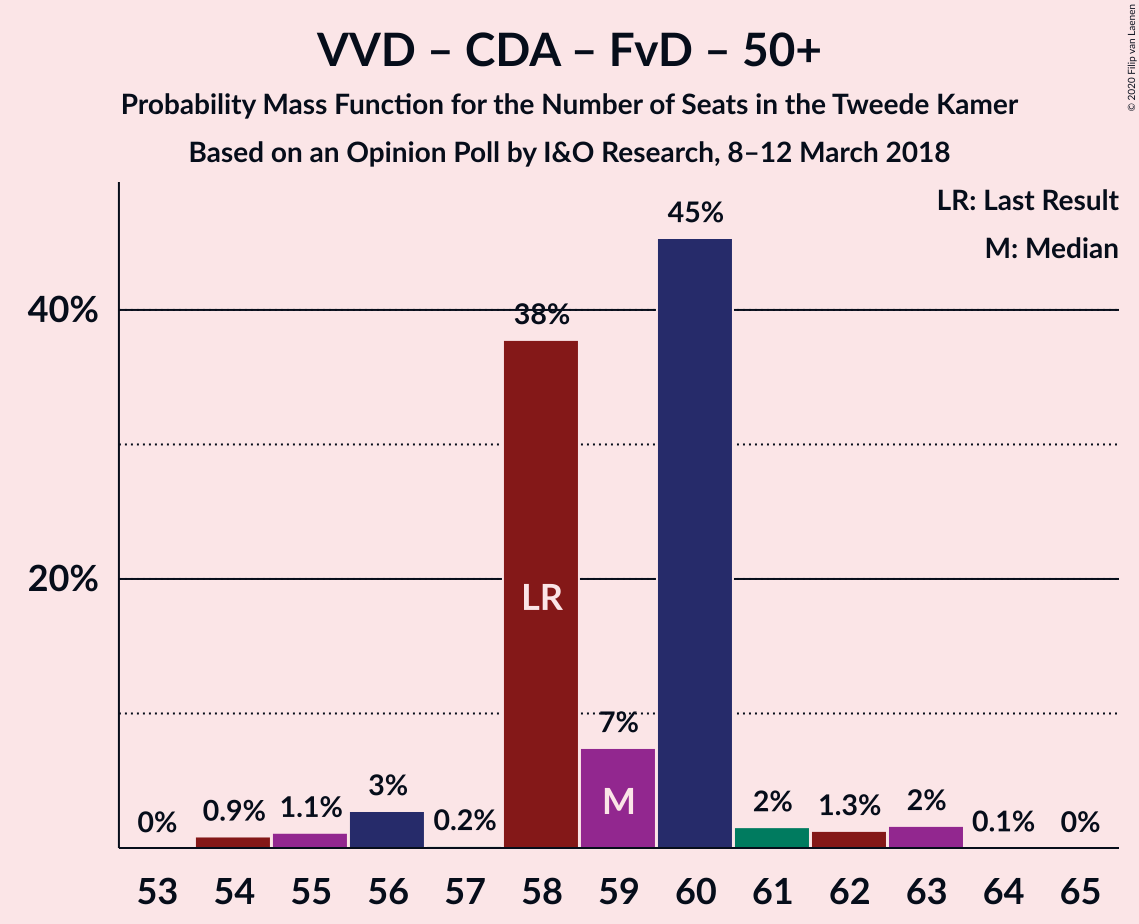 VVD – CDA – FvD – 50+
Probability Mass Function for the Number of Seats in the Tweede Kamer
Based on an Opinion Poll by I&O Research, 8–12 March 2018
© 2020 Filip van Laenen
LR: Last Result
M: Median
45%
40%
38%
20%
LR
7%
M
0%
0.9%
1.1%
3%
0.2%
2%
1.3%
2%
0.1%
0%
53 54 55 56 57 58 59 60 61 62 63 64 65